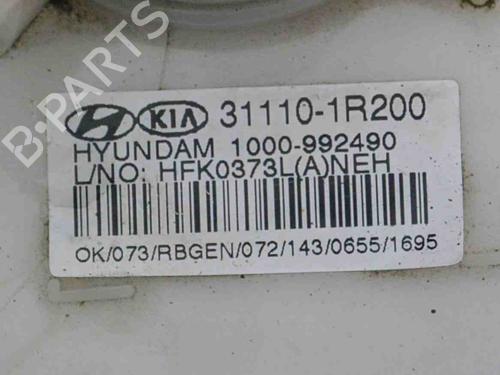 B-PARTS
KIA 31110-1R200
HYUNDAM 1000-992490
L/NO: HFK0373L(A)NEH
OK/073/RBGEN/072/143/0655/1695